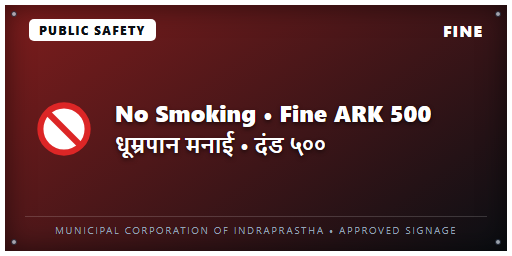 PUBLIC SAFETY
FINE
No Smoking • Fine ARK 500
धूम्रपान मनाई • दंड ५००
MUNICIPAL CORPORATION OF INDRAPRASTHA • APPROVED SIGNAGE